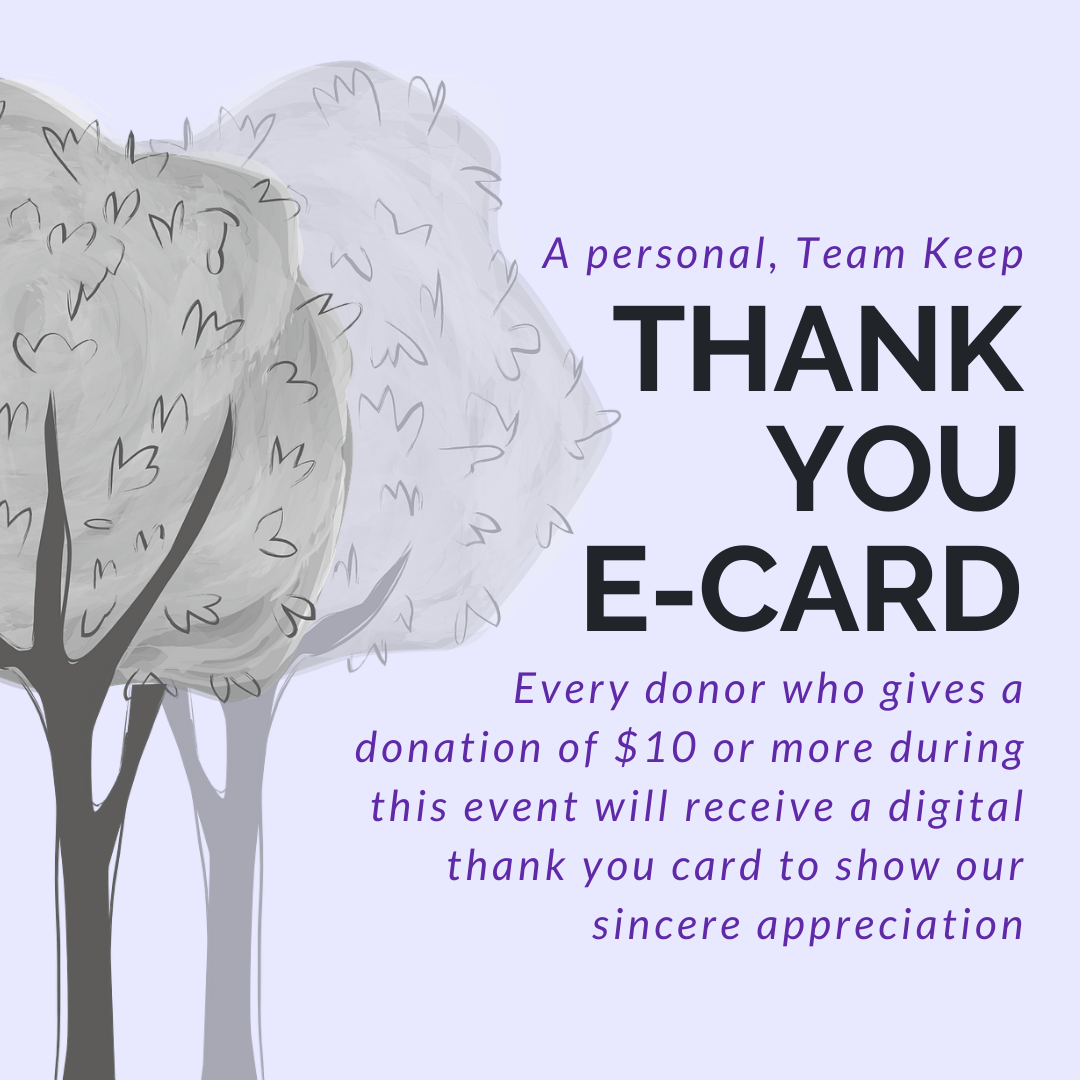 A personal, Team Keep
THANK
YOU
E-CARD
Every donor who gives a
donation of $10 or more during
this event will receive a digital
thank you card to show our
sincere appreciation